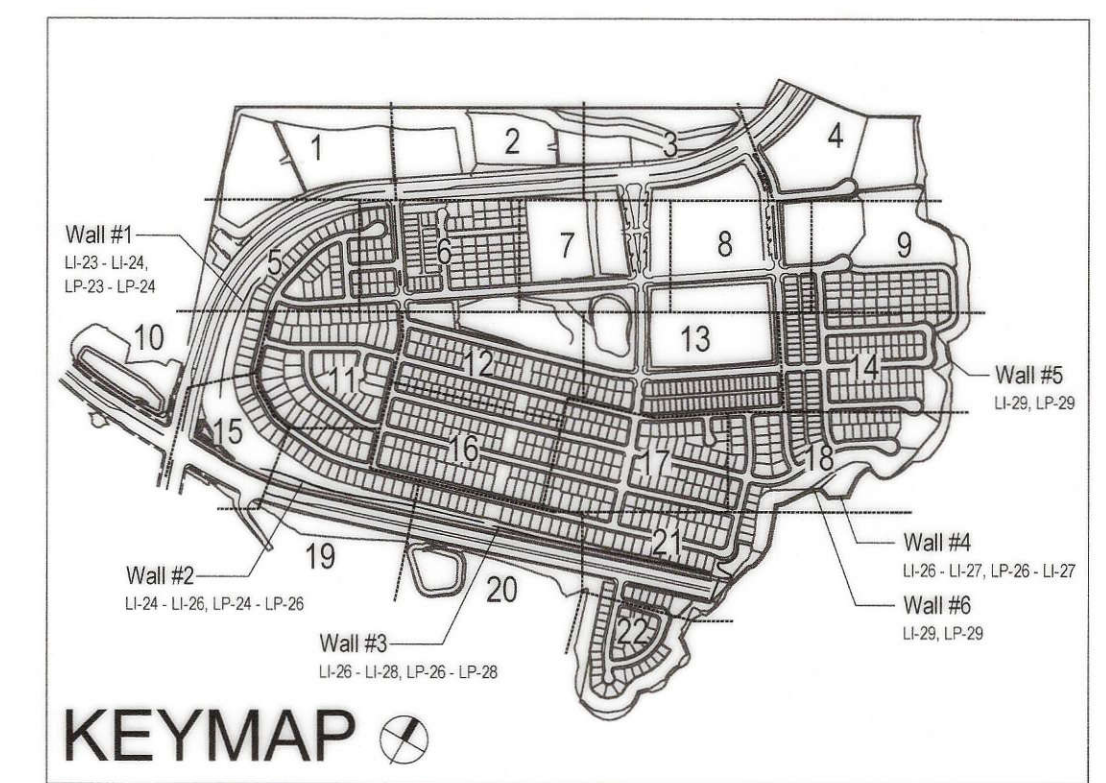 1
2
3
4
5
6
7
8
9
Wall #1
LI-23 - LI-24,
LP-23 - LP-24
10
11
12
13
14
15
16
17
18
Wall #5
LI-29, LP-29
19
20
21
22
Wall #2
LI-24 - LI-26, LP-24 - LP-26
Wall #3
LI-26 - LI-28, LP-26 - LP-28
Wall #4
LI-26 - LI-27, LP-26 - LI-27
Wall #6
LI-29, LP-29
KEYMAP